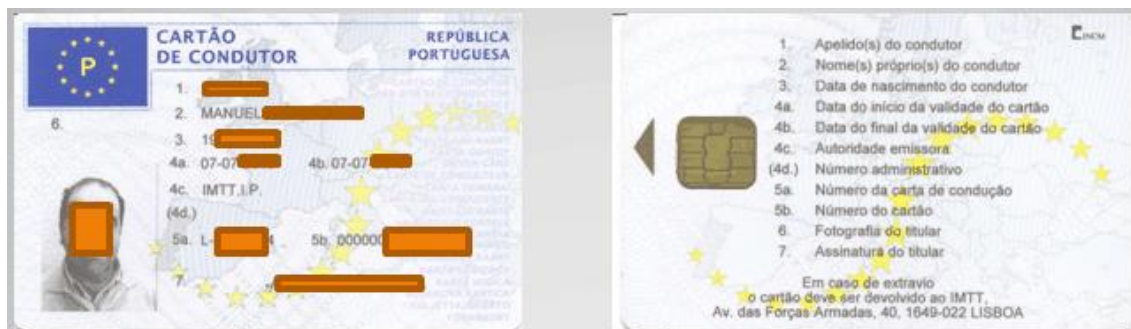 CARTÃO
DE CONDUTOR
REPÚBLICA
PORTUGUESA
P
1.
2. MANUEL
3. 19
4a. 07-07 4b. 07-07
4c. IMTT,I.P.
(4d.)
5a. L- 4 5b. 000000
6.
7.
INCM
1. Apelido(s) do condutor
2. Nome(s) próprio(s) do condutor
3. Data de nascimento do condutor
4a. Data do início da validade do cartão
4b. Data do final da validade do cartão
4c. Autoridade emissora
(4d.) Número administrativo
5a. Número da carta de condução
5b. Número do cartão
6. Fotografia do titular
7. Assinatura do titular
Em caso de extravio
o cartão deve ser devolvido ao IMTT,
Av. das Forças Armadas, 40, 1649-022 LISBOA